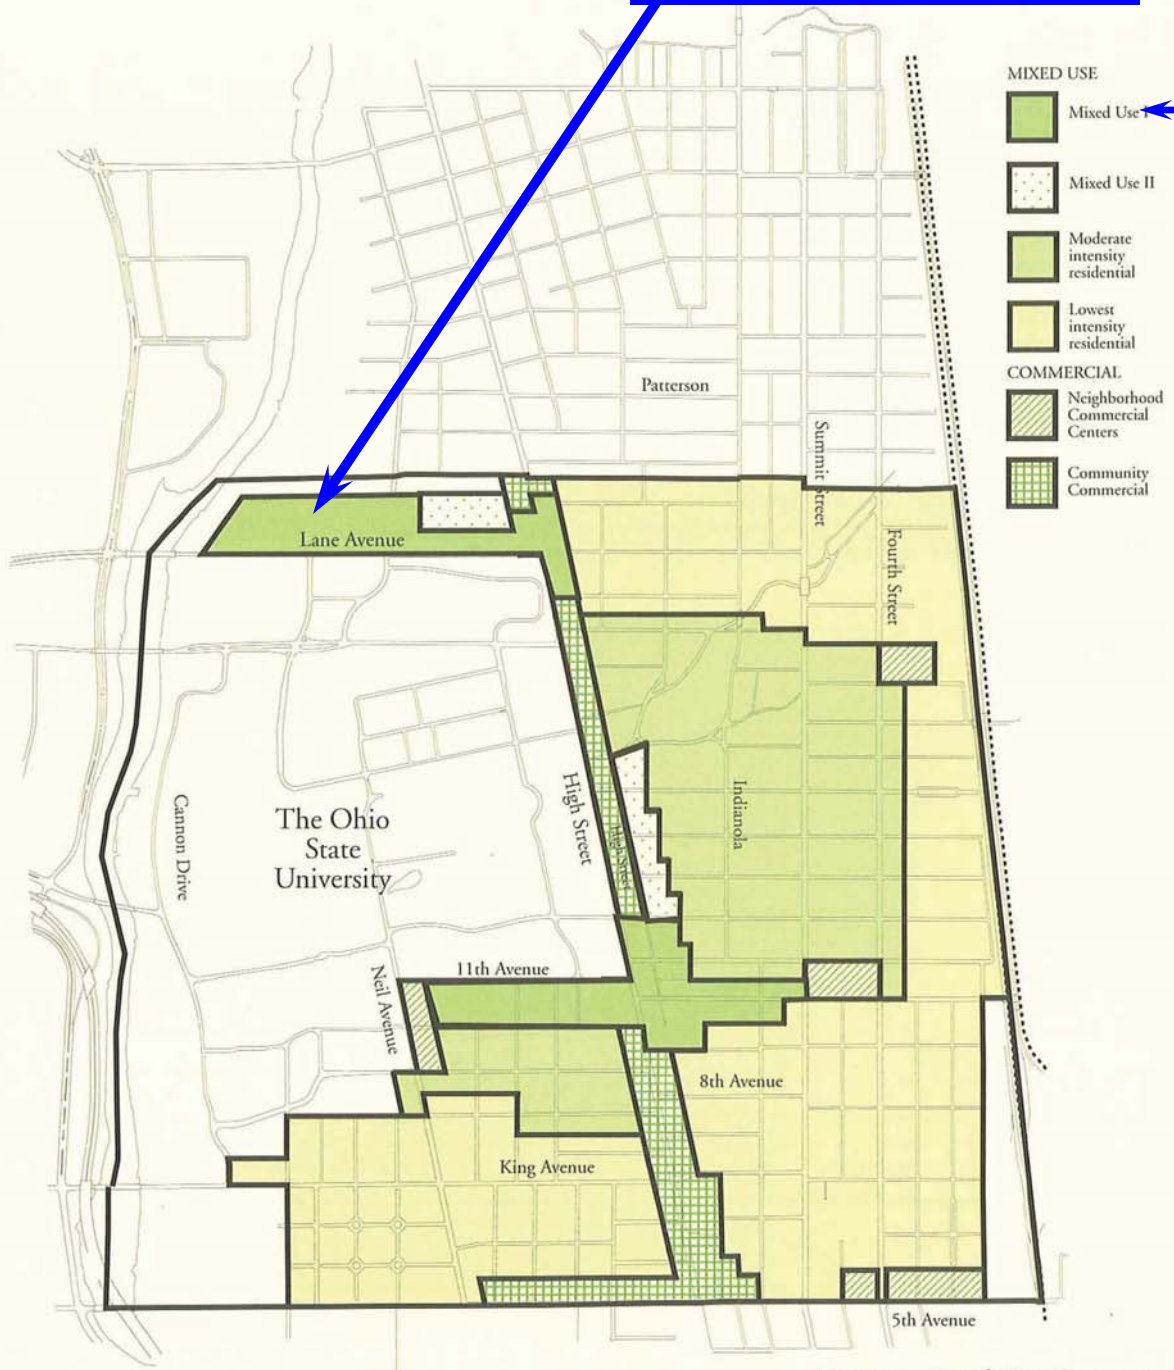 MIXED USE
Mixed Use I
Mixed Use II
Moderate
intensity
residential
Lowest
intensity
residential
COMMERCIAL
Neighborhood
Commercial
Centers
Community
Commercial
Patterson
Summit Street
Fourth Street
Lane Avenue
High Street
High Street
Indianola
Cannon Drive
The Ohio
State
University
11th Avenue
Neil Avenue
8th Avenue
King Avenue
5th Avenue